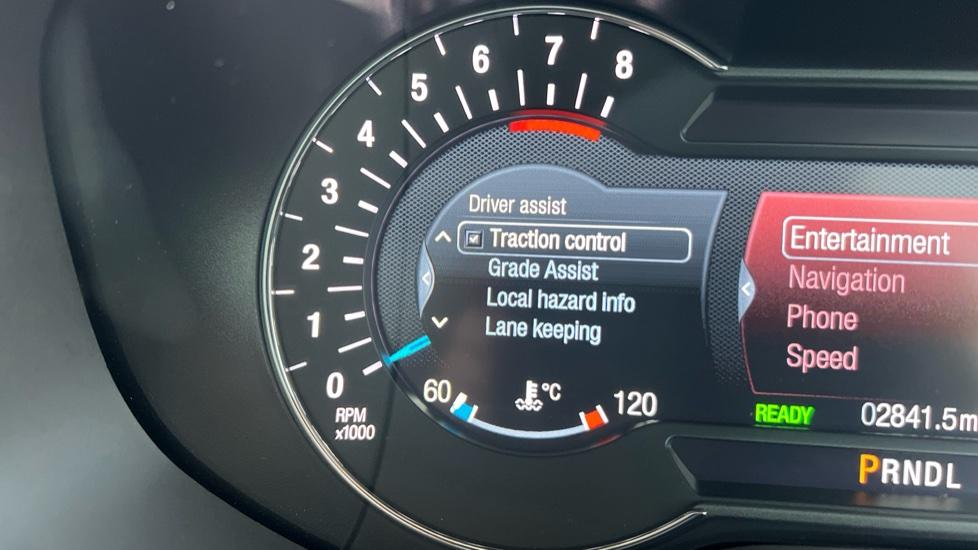 0
1
2
3
4
5
6
7
8
RPM
x1000
Driver assist
Traction control
Grade Assist
Local hazard info
Lane keeping
60 °C 120
Entertainment
Navigation
Phone
Speed
READY 02841.5m
PRNDL